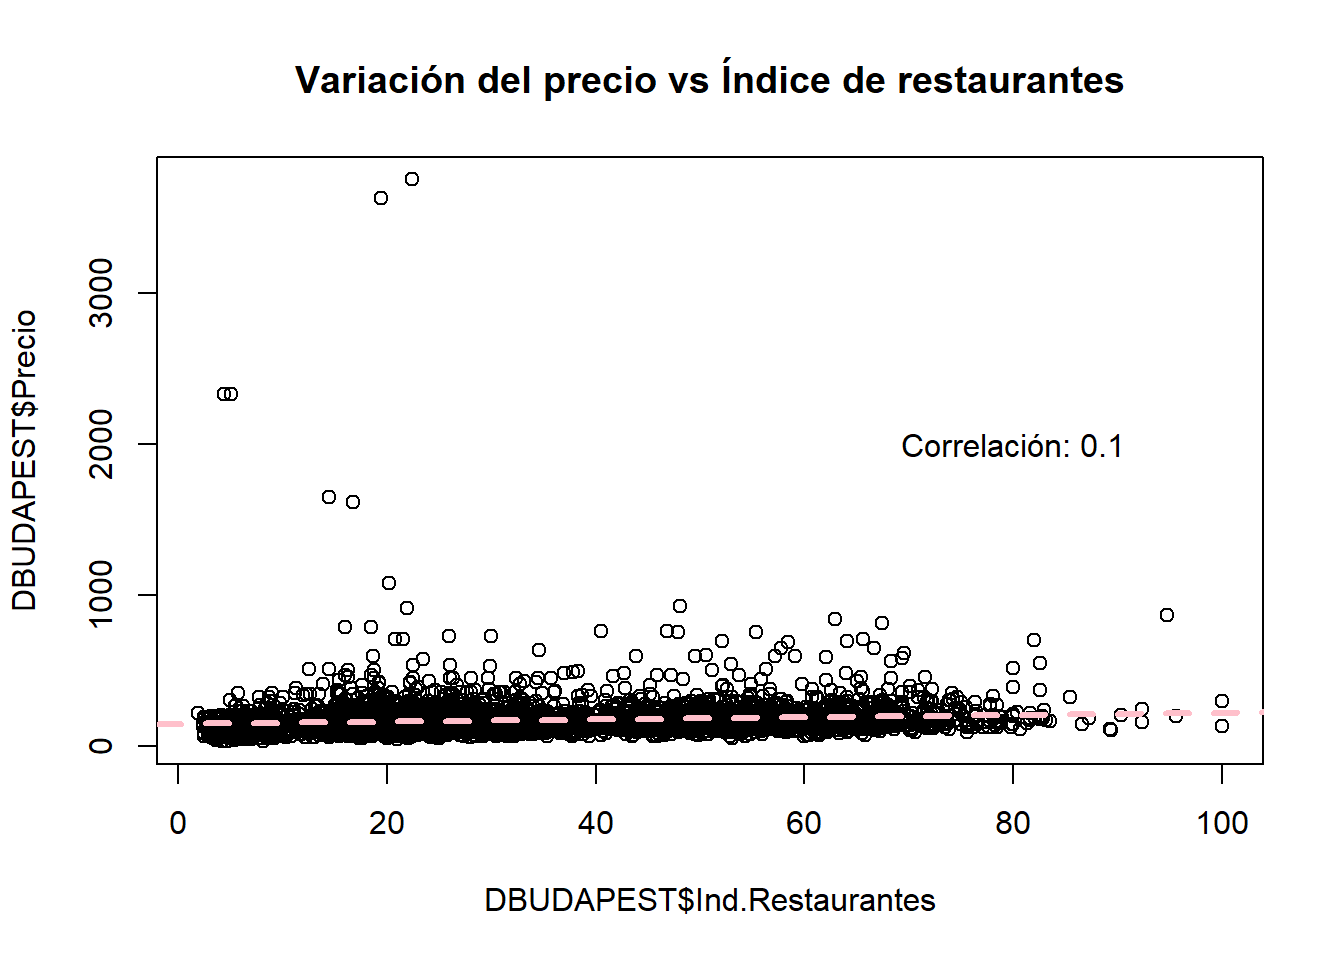 Variación del precio vs Índice de restaurantes
DBUDAPEST$Precio
3000
2000
1000
0
Correlación: 0.1
0 20 40 60 80 100
DBUDAPEST$Ind.Restaurantes